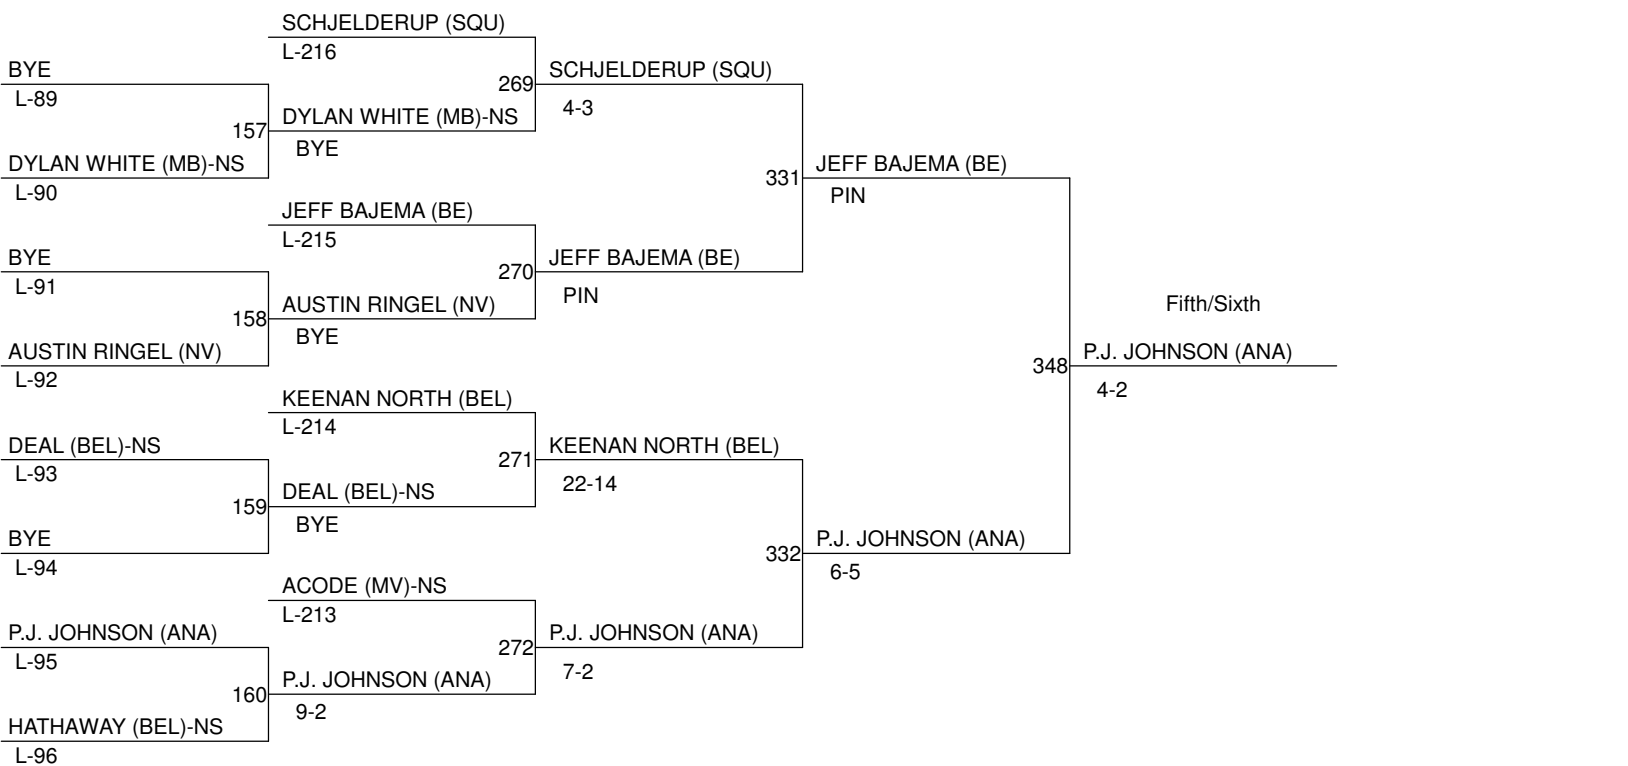 SCHJELDERUP (SQU)
L-216
BYE
L-89
269
SCHJELDERUP (SQU)
4-3
157
DYLAN WHITE (MB)-NS
BYE
DYLAN WHITE (MB)-NS
L-90
331
JEFF BAJEMA (BE)
PIN
JEFF BAJEMA (BE)
L-215
BYE
L-91
270
JEFF BAJEMA (BE)
PIN
158
AUSTIN RINGEL (NV)
BYE
Fifth/Sixth
AUSTIN RINGEL (NV)
L-92
348
P.J. JOHNSON (ANA)
4-2
KEENAN NORTH (BEL)
L-214
DEAL (BEL)-NS
L-93
271
KEENAN NORTH (BEL)
22-14
159
DEAL (BEL)-NS
BYE
BYE
L-94
332
P.J. JOHNSON (ANA)
6-5
ACODE (MV)-NS
L-213
P.J. JOHNSON (ANA)
L-95
272
P.J. JOHNSON (ANA)
7-2
160
P.J. JOHNSON (ANA)
9-2
HATHAWAY (BEL)-NS
L-96